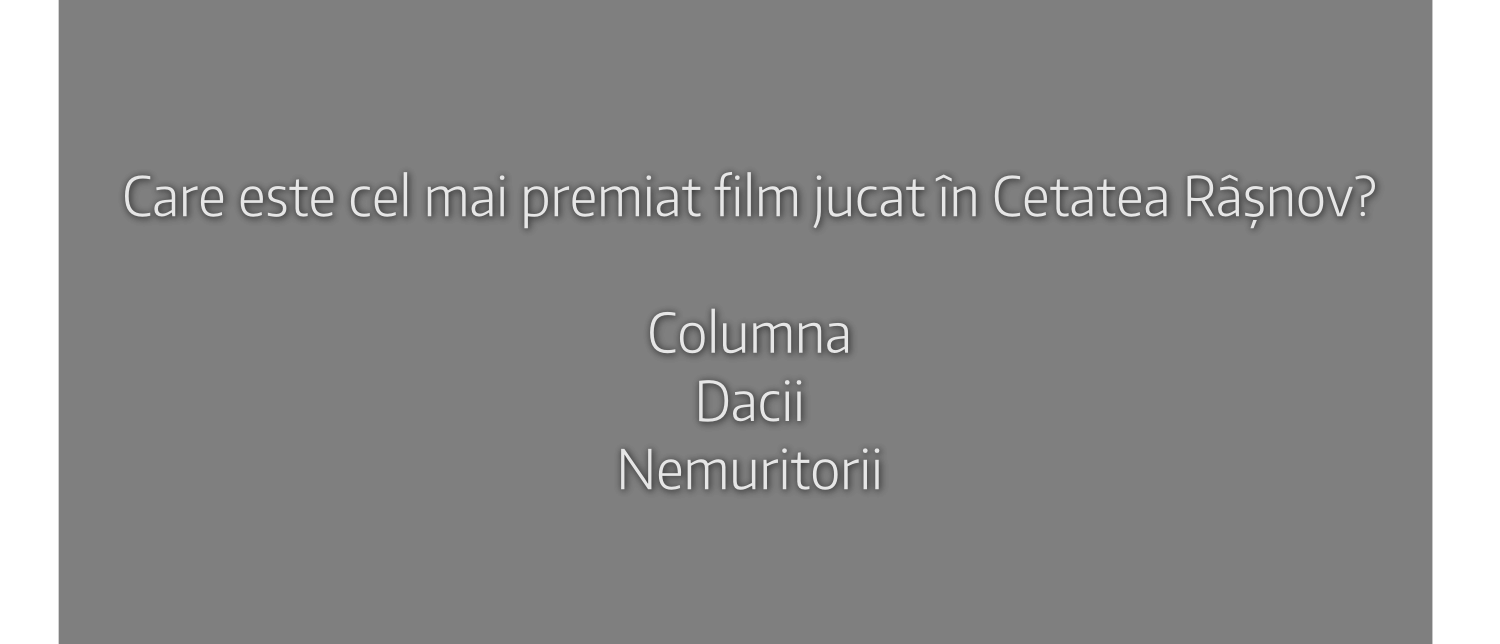 Care este cel mai premiat film jucat în Cetatea Râșnov?
Columna
Dacii
Nemuritorii